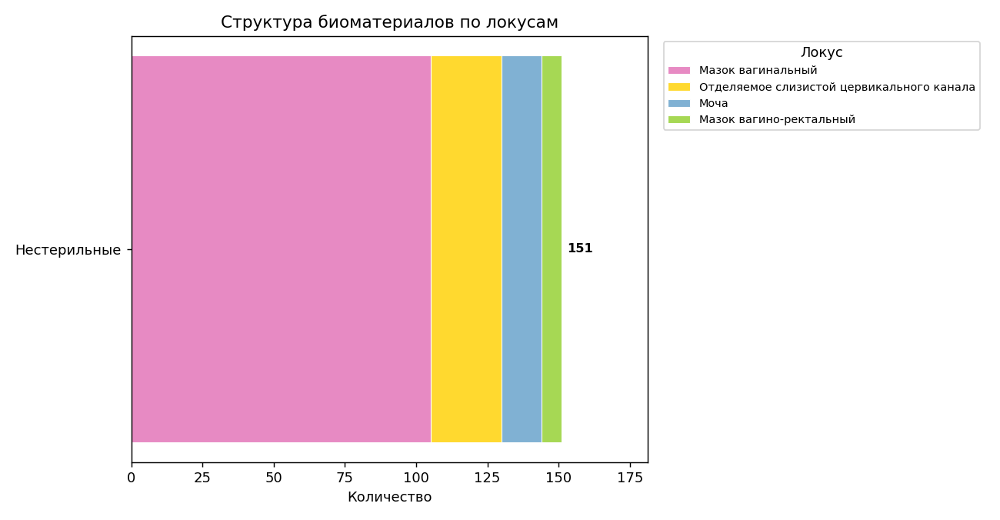 Структура биоматериалов по локусам
Локус
Мазок вагинальный
Отделяемое слизистой цервикального канала
Моча
Мазок вагино-ректальный
Нестерильные
151
0 25 50 75 100 125 150 175
Количество